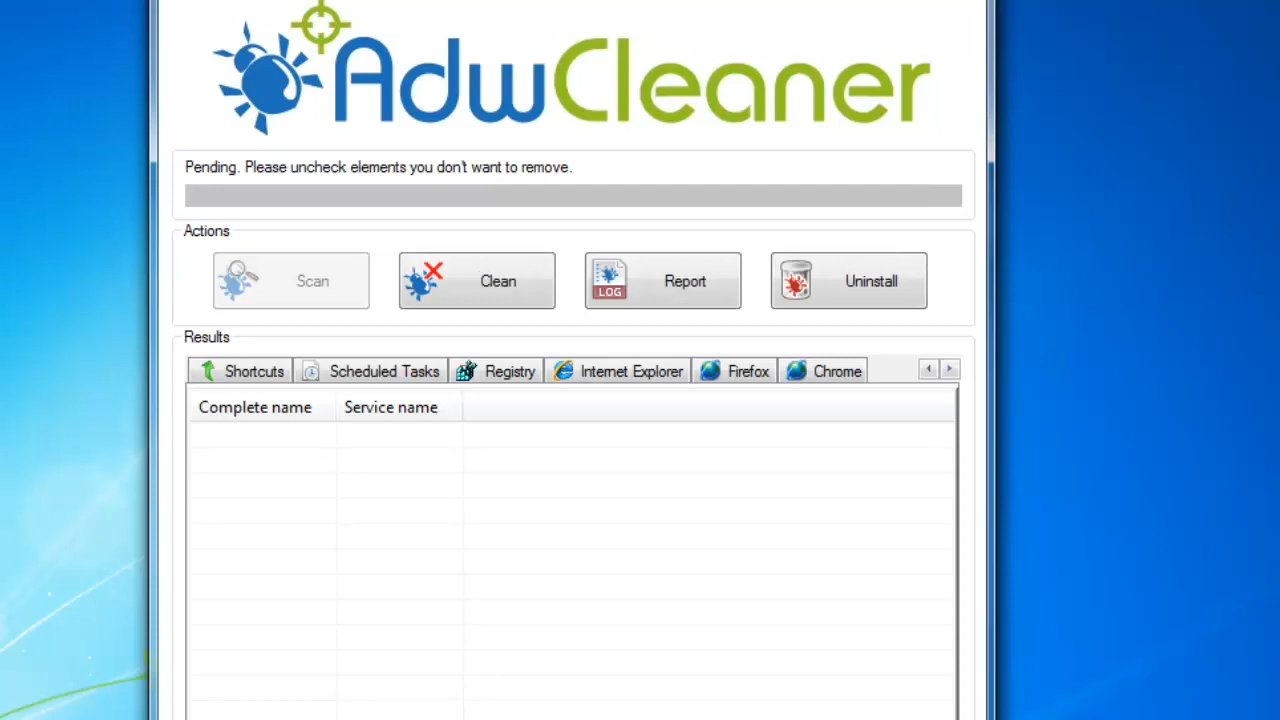 AdwCleaner
Pending. Please uncheck elements you don't want to remove.
Actions
Scan
Clean
LOG
Report
Uninstall
Results
Shortcuts
Scheduled Tasks
Registry
Internet Explorer
Firefox
Chrome
Complete name
Service name